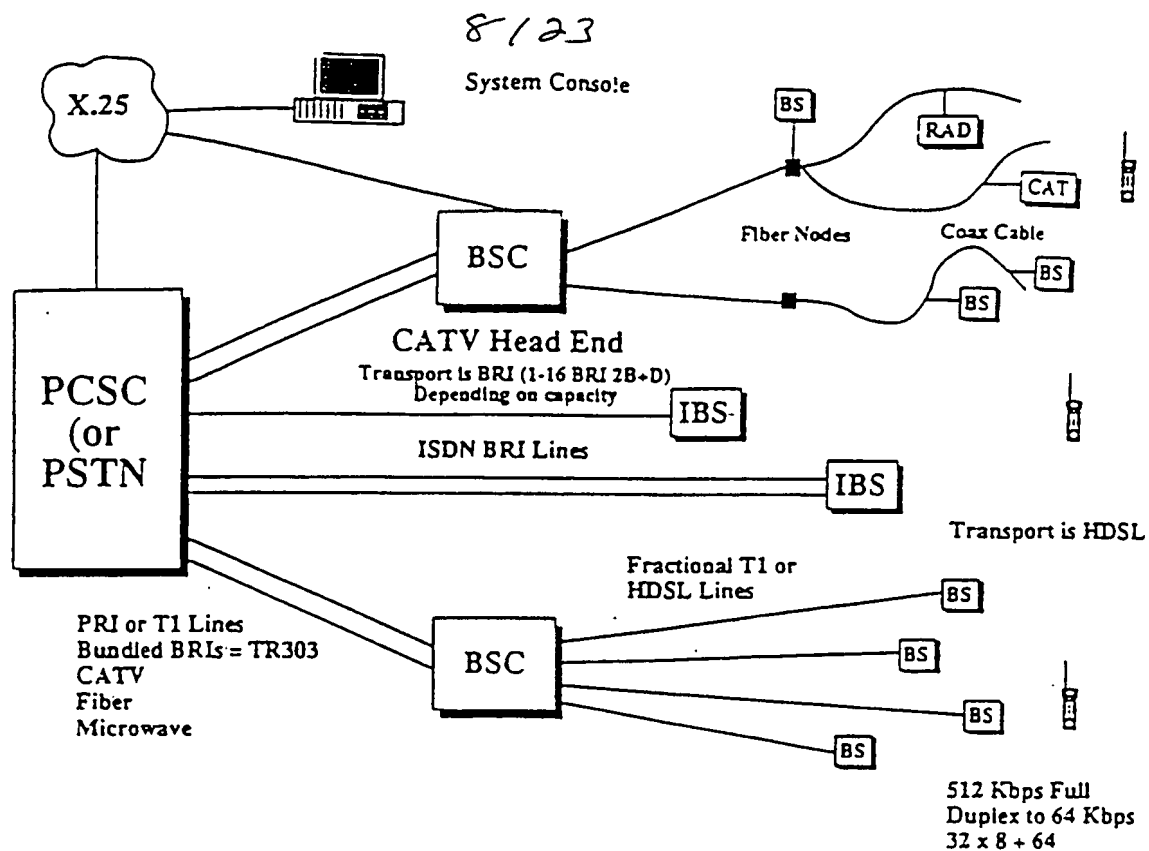 8/23
System Console
X.25
BS
RAD
CAT
Fiber Nodes
Coax Cable
BSC
BS
BS
CATV Head End
Transport is BRI (1-16 BRI 2B+D)
Depending on capacity
PCSC
(or
PSTN
IBS
ISDN BRI Lines
IBS
Transport is HDSL
Fractional T1 or
HDSL Lines
BS
PRI or T1 Lines
Bundled BRIs = TR303
CATV
Fiber
Microwave
BSC
BS
BS
BS
512 Kbps Full
Duplex to 64 Kbps
32 x 8 + 64